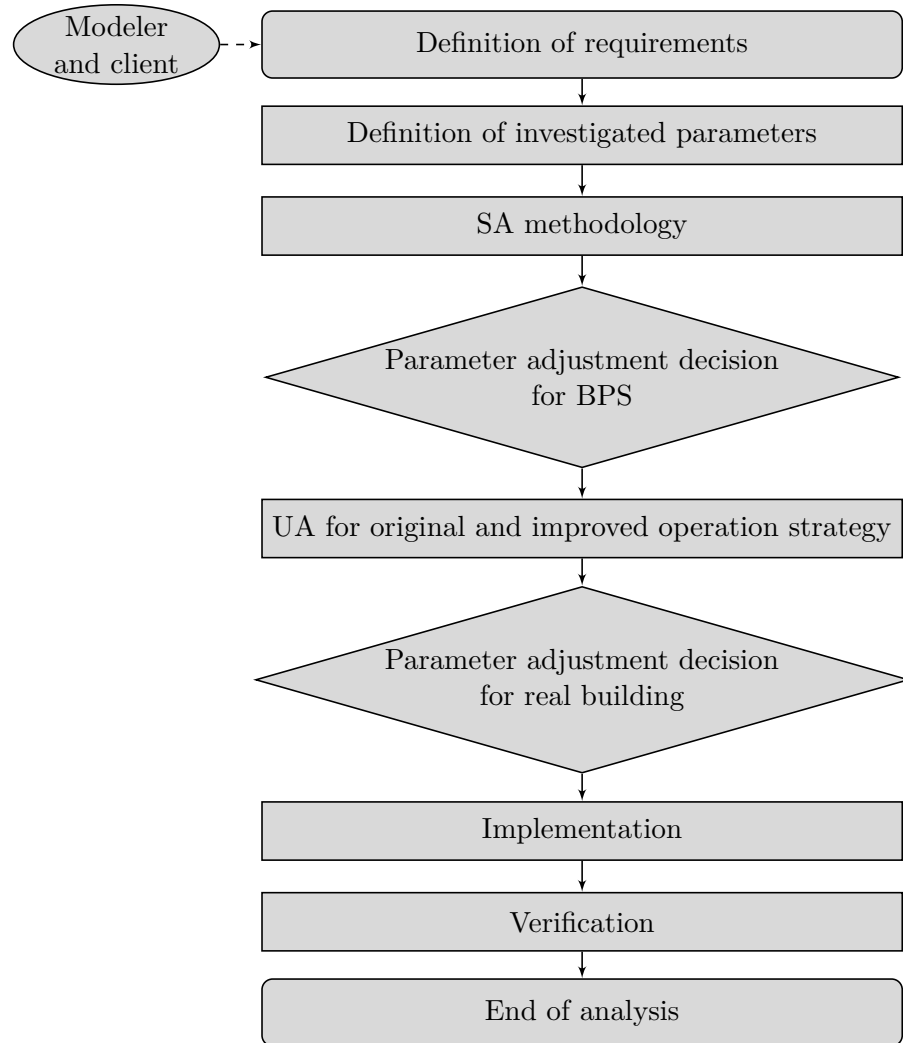 Modeler
and client
Definition of requirements
Definition of investigated parameters
SA methodology
Parameter adjustment decision
for BPS
UA for original and improved operation strategy
Parameter adjustment decision
for real building
Implementation
Verification
End of analysis